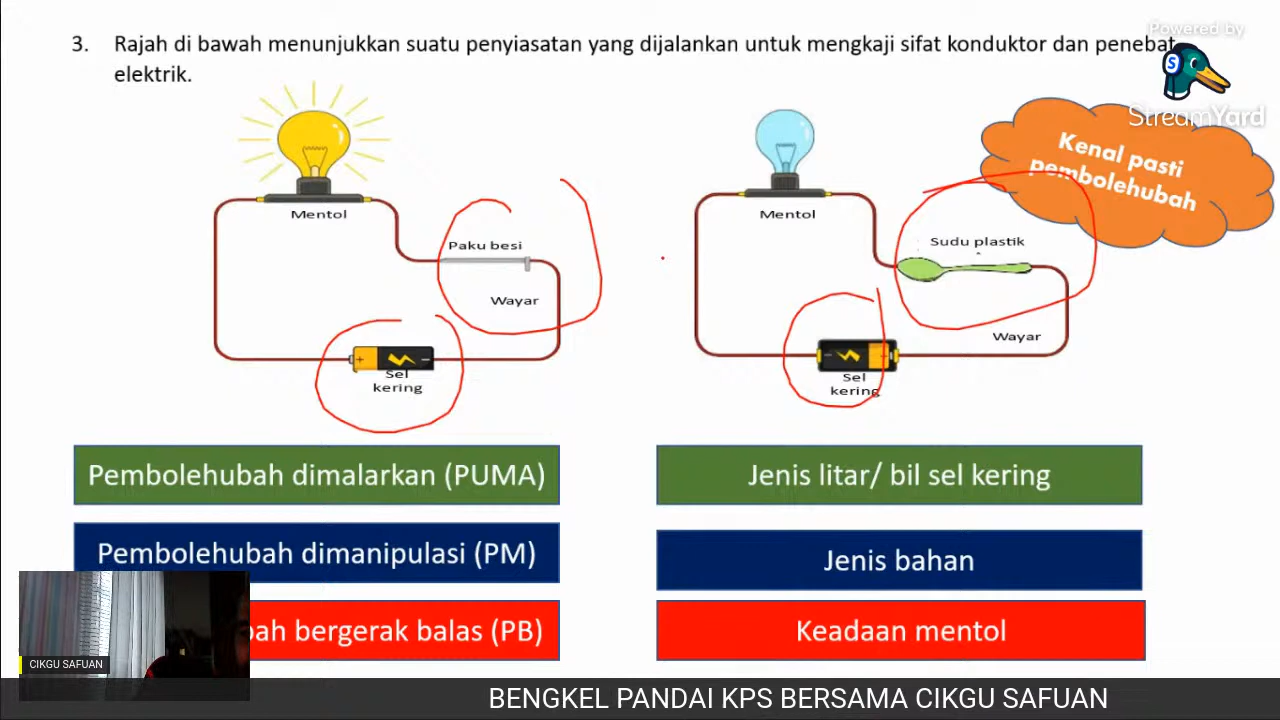 Powered by
StreamYard
3. Rajah di bawah menunjukkan suatu penyiasatan yang dijalankan untuk mengkaji sifat konduktor dan penebat
elektrik.
Kenal pasti
pembolehubah
Mentol
Paku besi
Wayar
Sel
kering
Mentol
Sudu plastik
Wayar
Sel
kering
Pembolehubah dimalarkan (PUMA)
Jenis litar/ bil sel kering
Pembolehubah dimanipulasi (PM)
Jenis bahan
bergerak balas (PB)
Keadaan mentol
CIKGU SAFUAN
BENGKEL PANDAI KPS BERSAMA CIKGU SAFUAN